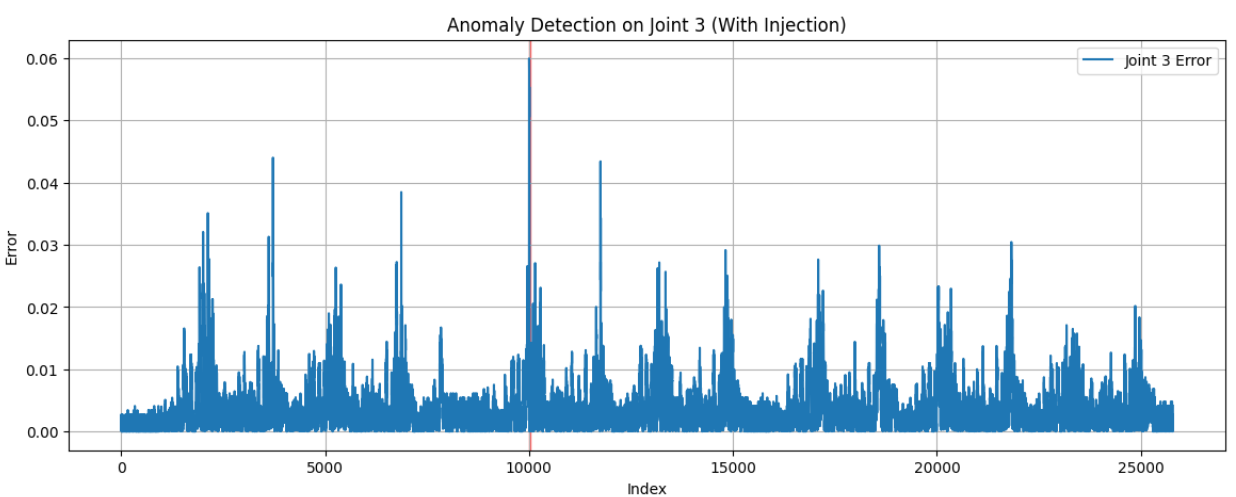 Anomaly Detection on Joint 3 (With Injection)
Joint 3 Error
0.06
0.05
0.04
0.03
0.02
0.01
0.00
Error
0 5000 10000 15000 20000 25000
Index